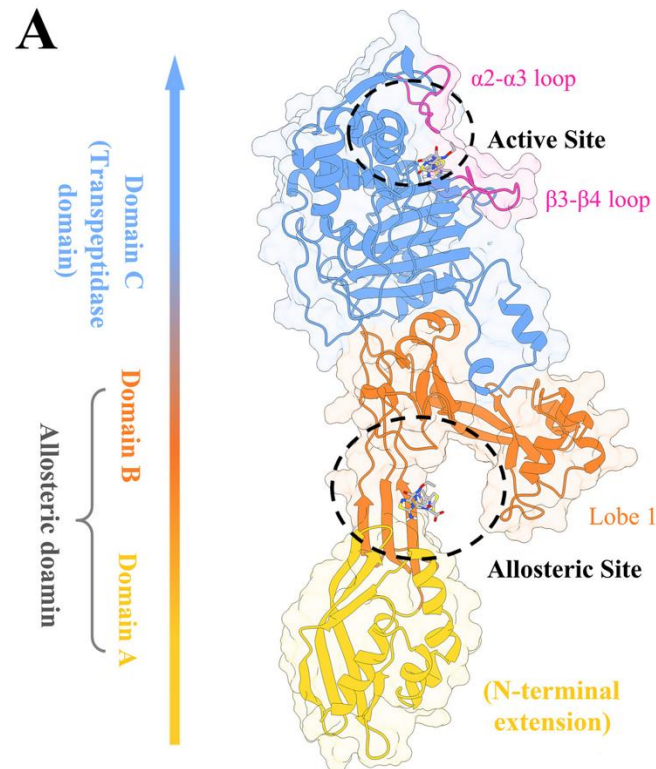 A
α2-α3 loop
Active Site
β3-β4 loop
Domain C
(Transpeptidase
domain)
Domain B
Allosteric doamin
Domain A
Lobe 1
Allosteric Site
(N-terminal
extension)